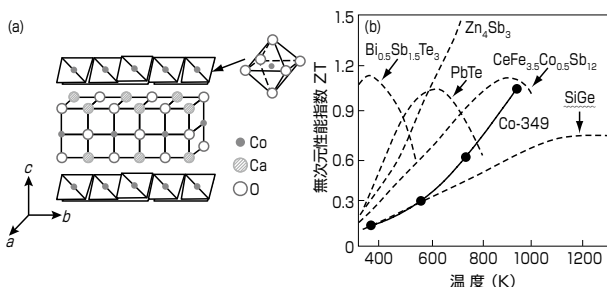 (a)
Co
Ca
O
c
b
a
(b)
無次元性能指数 ZT
1.5
1.2
0.9
0.6
0.3
0
Zn₄Sb₃
Bi₀.₅Sb₁.₅Te₃
CeFe₃.₅Co₀.₅Sb₁₂
PbTe
SiGe
Co-349
400 600 800 1000 1200
温 度 (K)